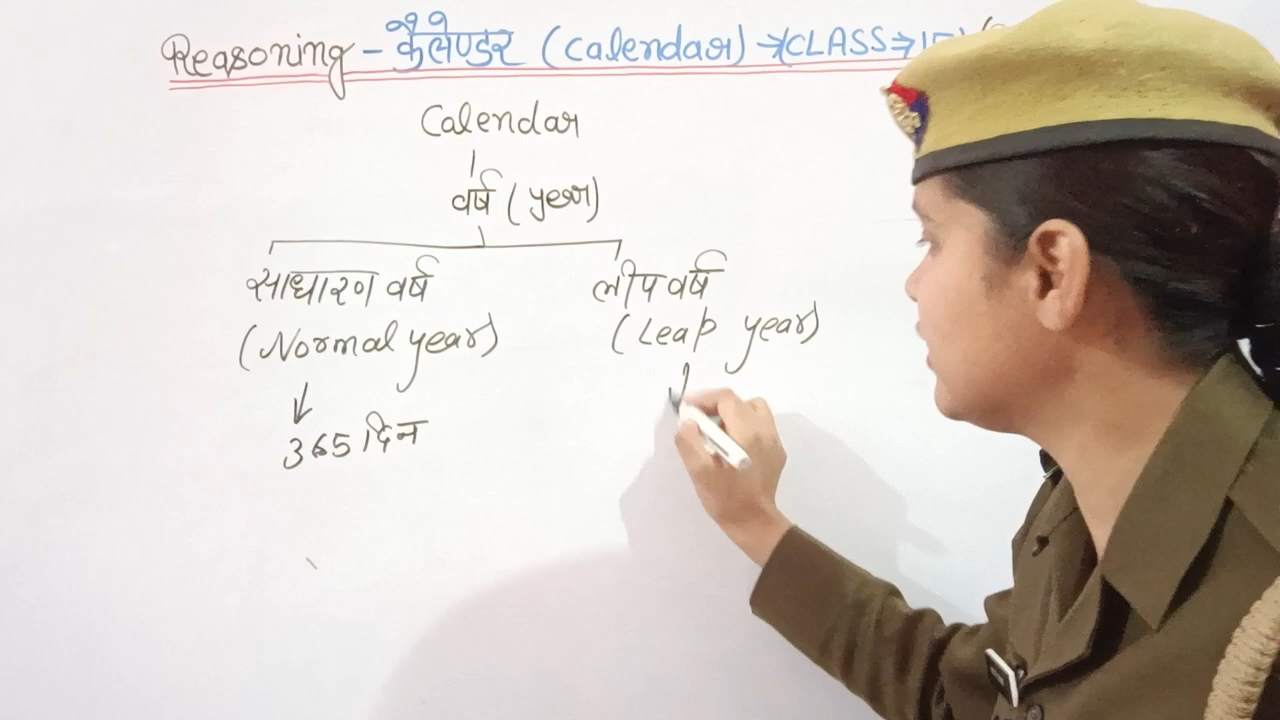 Reasoning - कैलेण्डर (Calendar) → CLASS →
Calendar
वर्ष (year)
साधारण वर्ष लीप वर्ष
(Normal year) (Leap year)
365 दिन